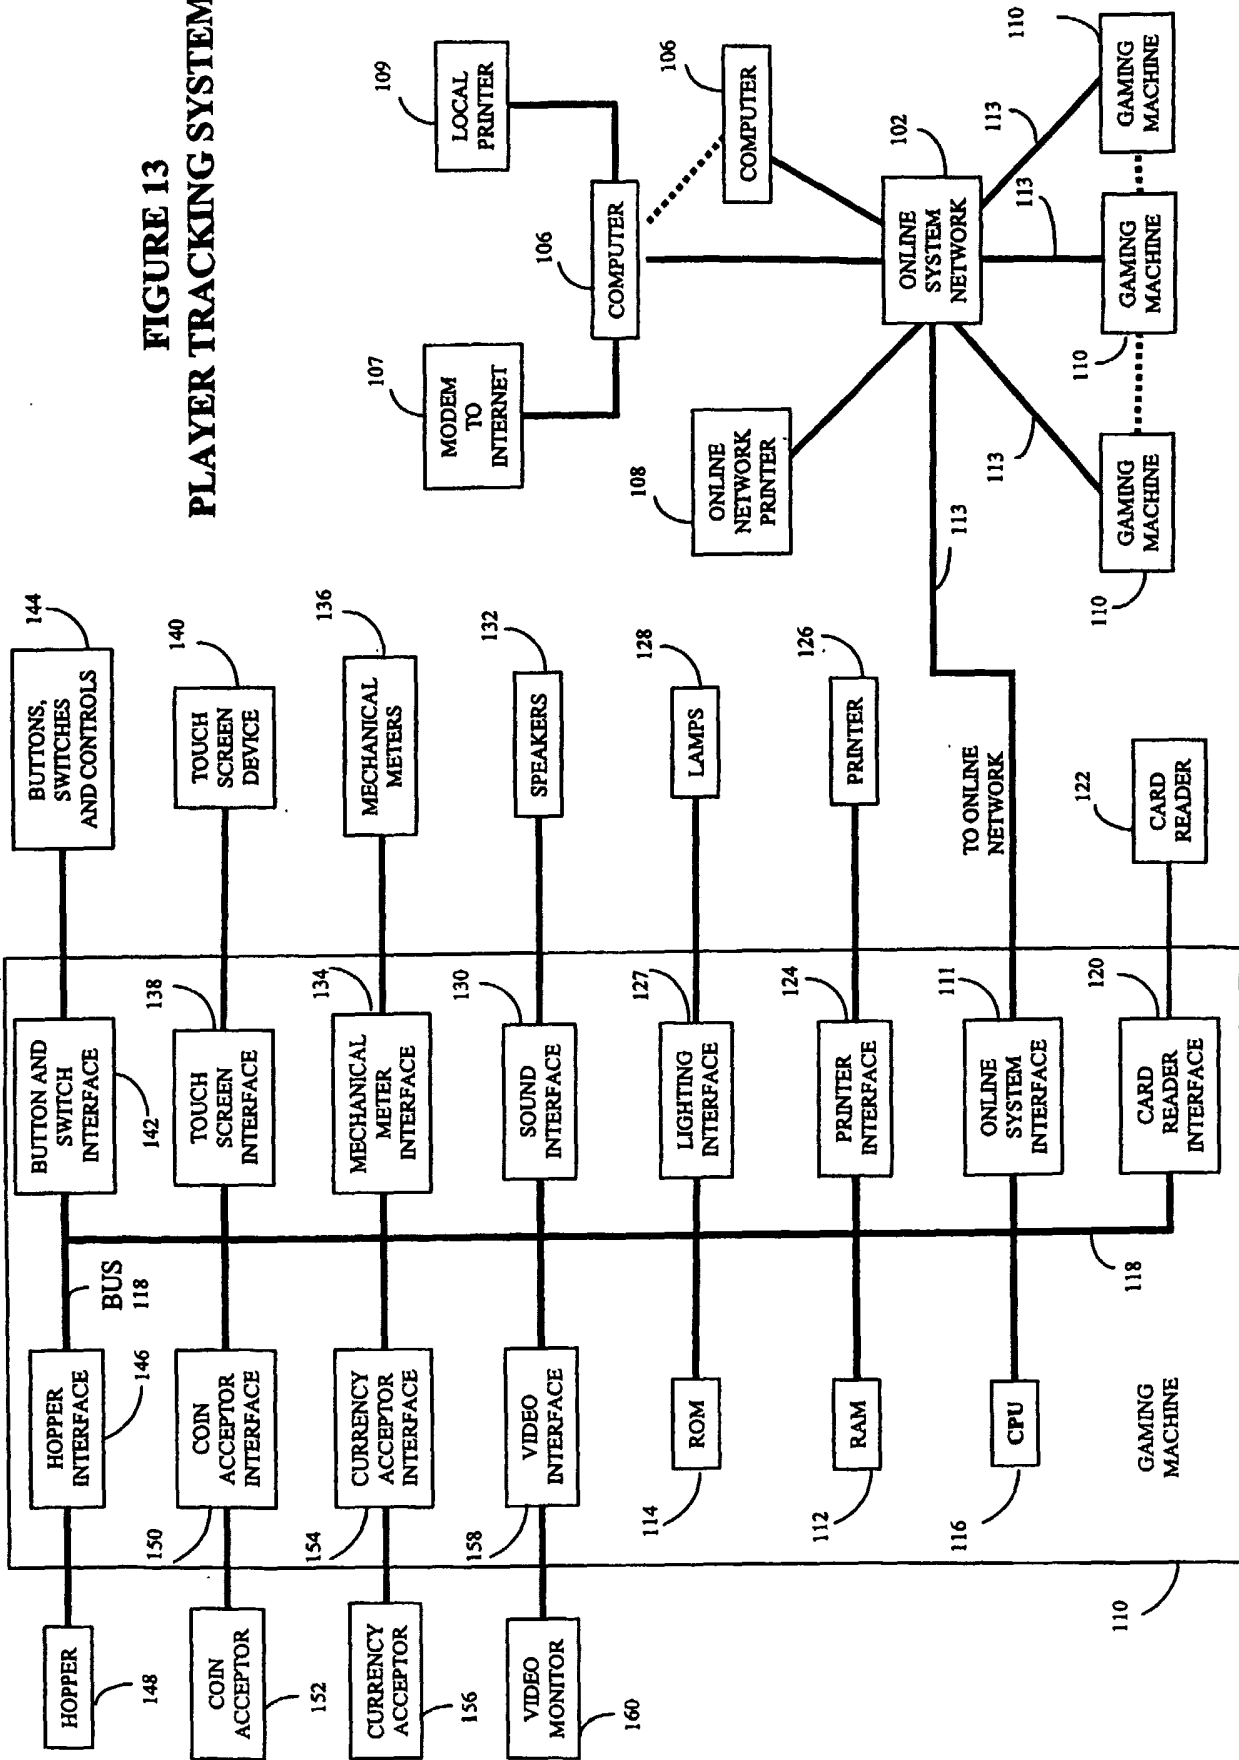 FIGURE 13
PLAYER TRACKING SYSTEM
HOPPER
148
HOPPER
INTERFACE
146
BUS
118
BUTTON AND
SWITCH
INTERFACE
142
BUTTONS,
SWITCHES
AND CONTROLS
144
COIN
ACCEPTOR
152
COIN
ACCEPTOR
INTERFACE
150
TOUCH
SCREEN
INTERFACE
138
TOUCH
SCREEN
DEVICE
140
CURRENCY
ACCEPTOR
156
CURRENCY
ACCEPTOR
INTERFACE
154
MECHANICAL
METER
INTERFACE
134
MECHANICAL
METERS
136
VIDEO
MONITOR
160
VIDEO
INTERFACE
158
SOUND
INTERFACE
130
SPEAKERS
132
ROM
114
LIGHTING
INTERFACE
127
LAMPS
128
RAM
112
PRINTER
INTERFACE
124
PRINTER
126
CPU
116
ONLINE
SYSTEM
INTERFACE
111
TO ONLINE
NETWORK
GAMING
MACHINE
110
118
CARD
READER
INTERFACE
120
CARD
READER
122
MODEM
TO
INTERNET
107
LOCAL
PRINTER
109
COMPUTER
106
COMPUTER
106
ONLINE
NETWORK
PRINTER
108
ONLINE
SYSTEM
NETWORK
102
113
113
113
113
GAMING
MACHINE
110
GAMING
MACHINE
110
GAMING
MACHINE
110